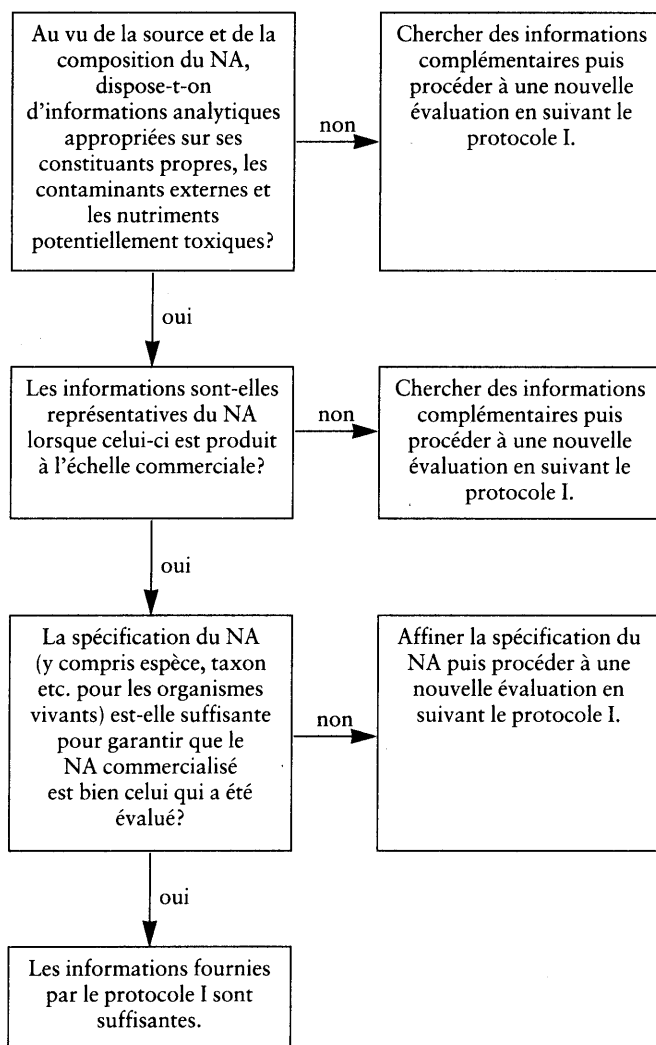 Au vu de la source et de la
composition du NA,
dispose-t-on
d'informations analytiques
appropriées sur ses
constituants propres, les
contaminants externes et
les nutriments
potentiellement toxiques?
non
Chercher des informations
complémentaires puis
procéder à une nouvelle
évaluation en suivant le
protocole I.
oui
Les informations sont-elles
représentatives du NA
lorsque celui-ci est produit
à l'échelle commerciale?
non
Chercher des informations
complémentaires puis
procéder à une nouvelle
évaluation en suivant le
protocole I.
oui
La spécification du NA
(y compris espèce, taxon
etc. pour les organismes
vivants) est-elle suffisante
pour garantir que le
NA commercialisé
est bien celui qui a été
évalué?
non
Affiner la spécification du
NA puis procéder à une
nouvelle évaluation en
suivant le protocole I.
oui
Les informations fournies
par le protocole I sont
suffisantes.